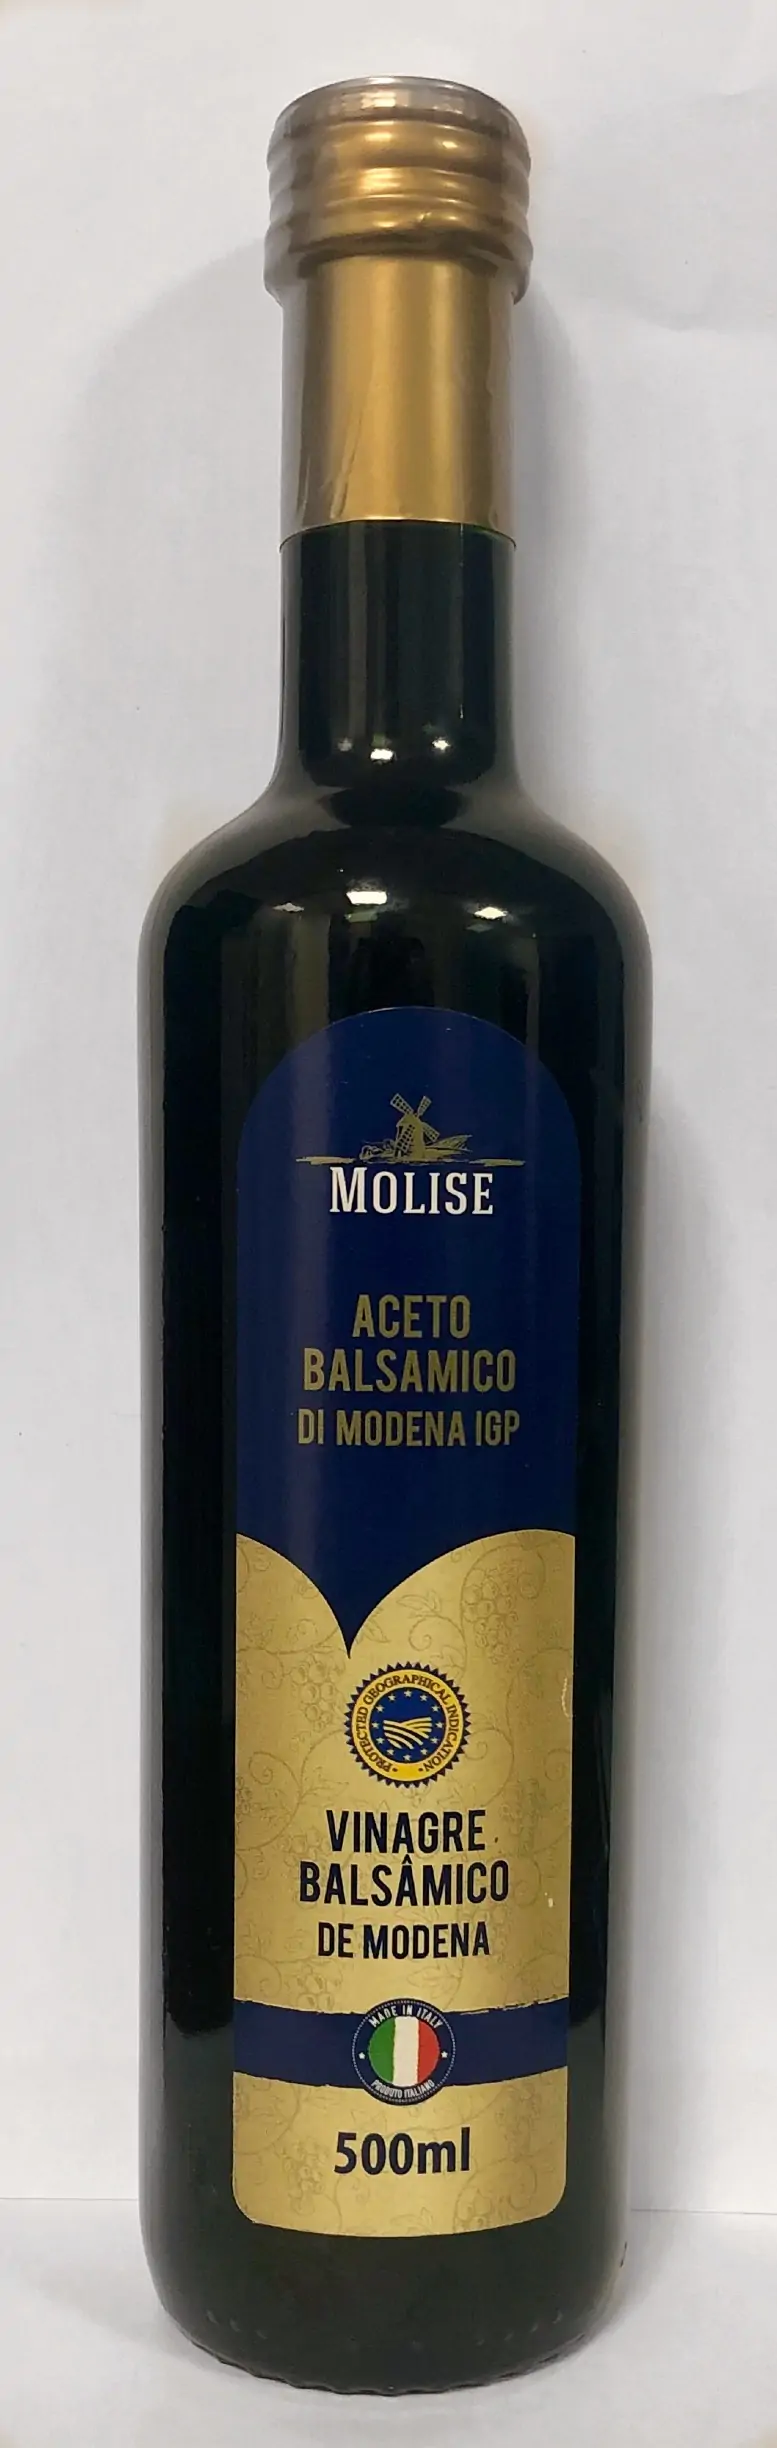 MOLISE
ACETO
BALSAMICO
DI MODENA IGP
PROTECTED GEOGRAPHICAL INDICATION
VINAGRE
BALSÂMICO
DE MODENA
MADE IN ITALY
PRODUTO ITALIANO
500ml